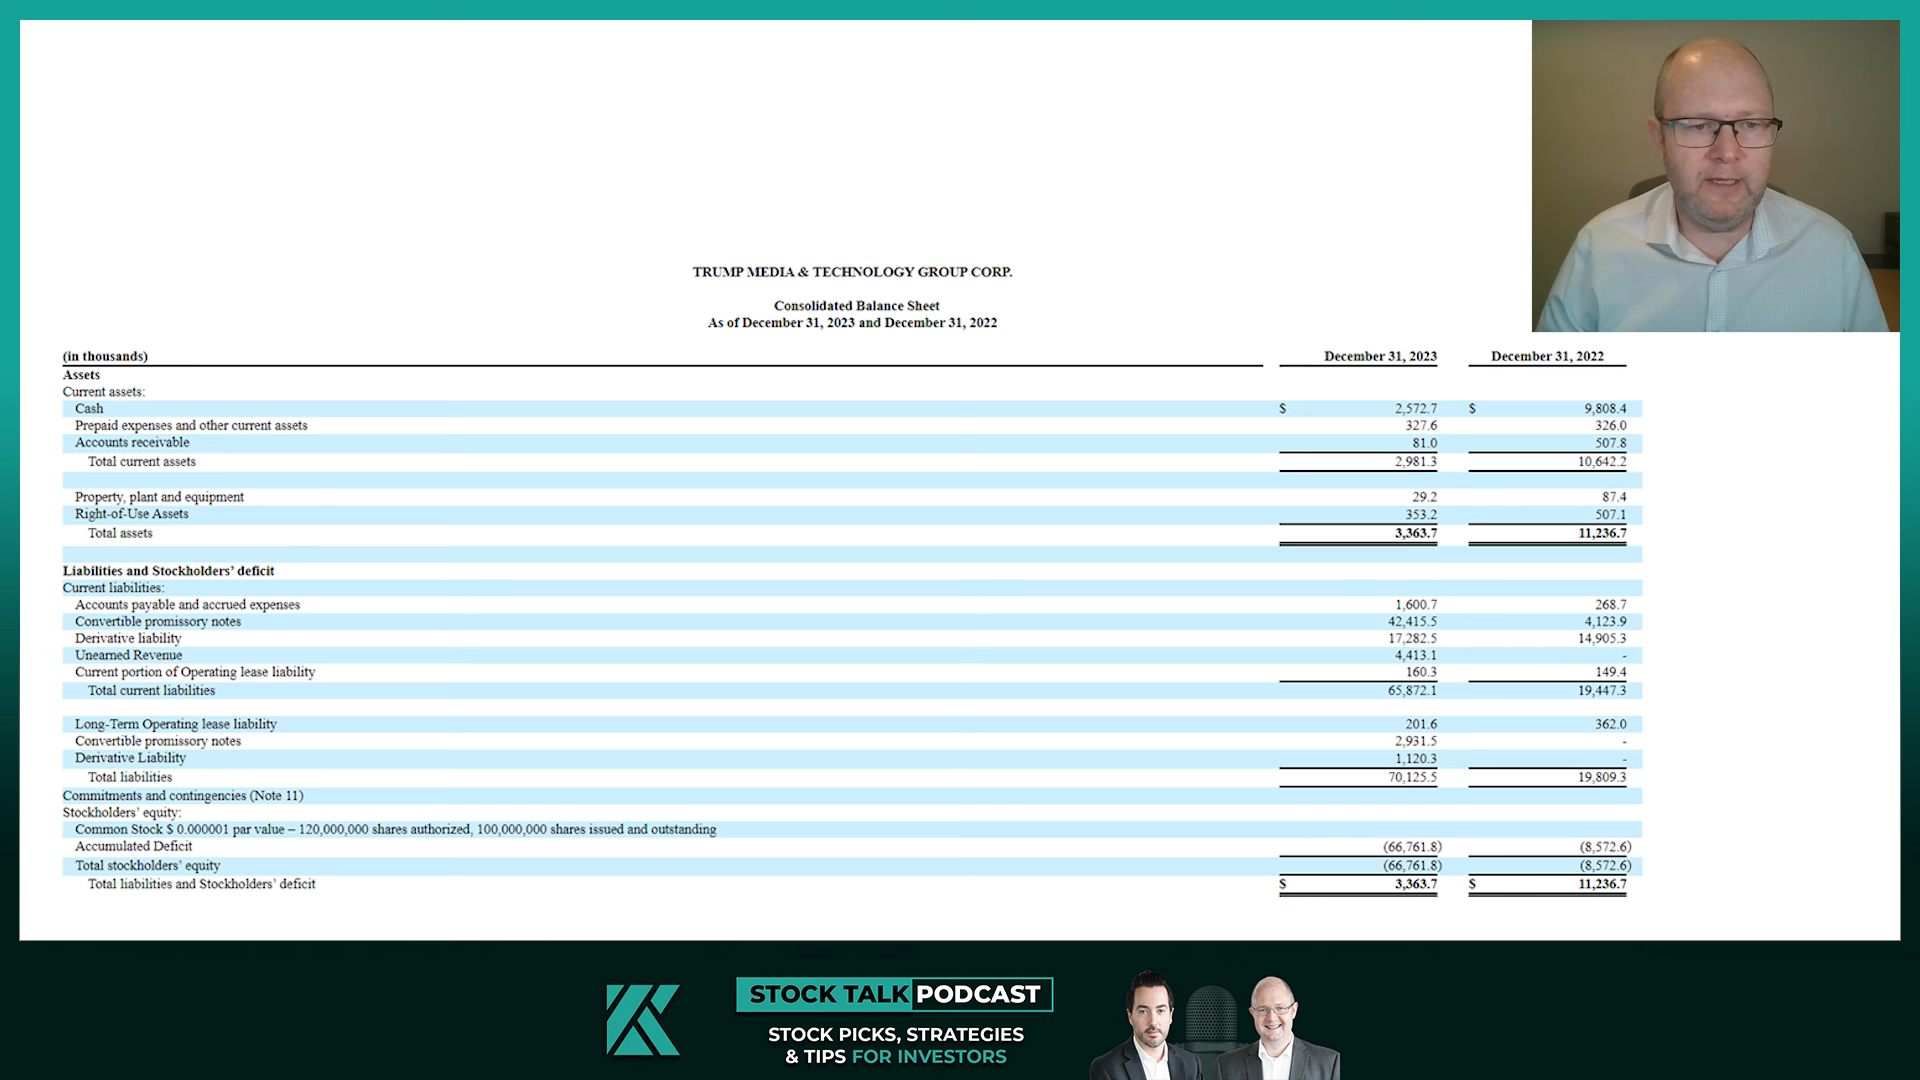 TRUMP MEDIA & TECHNOLOGY GROUP CORP.
Consolidated Balance Sheet
As of December 31, 2023 and December 31, 2022
(in thousands) December 31, 2023 December 31, 2022
Assets
Current assets:
Cash $ 2,572.7 $ 9,808.4
Prepaid expenses and other current assets 327.6 326.0
Accounts receivable 81.0 507.8
Total current assets 2,981.3 10,642.2
Property, plant and equipment 29.2 87.4
Right-of-Use Assets 353.2 507.1
Total assets 3,363.7 11,236.7
Liabilities and Stockholders’ deficit
Current liabilities:
Accounts payable and accrued expenses 1,600.7 268.7
Convertible promissory notes 42,415.5 4,123.9
Derivative liability 17,282.5 14,905.3
Unearned Revenue 4,413.1 -
Current portion of Operating lease liability 160.3 149.4
Total current liabilities 65,872.1 19,447.3
Long-Term Operating lease liability 201.6 362.0
Convertible promissory notes 2,931.5 -
Derivative Liability 1,120.3 -
Total liabilities 70,125.5 19,809.3
Commitments and contingencies (Note 11)
Stockholders’ equity:
Common Stock $ 0.000001 par value – 120,000,000 shares authorized, 100,000,000 shares issued and outstanding
Accumulated Deficit (66,761.8) (8,572.6)
Total stockholders’ equity (66,761.8) (8,572.6)
Total liabilities and Stockholders’ deficit $ 3,363.7 $ 11,236.7
STOCK TALK PODCAST
STOCK PICKS, STRATEGIES
& TIPS FOR INVESTORS